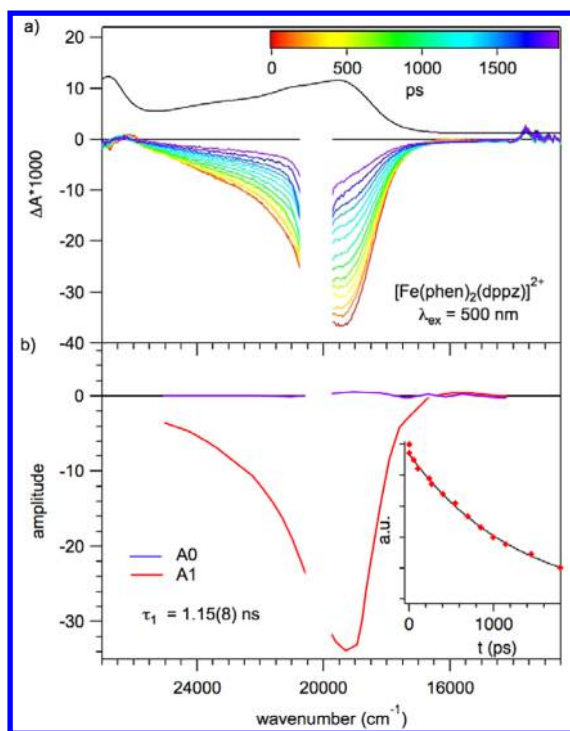 a)
20
10
0
-10
-20
-30
-40
ΔA*1000
0 500 1000 1500
ps
[Fe(phen)₂(dppz)]²⁺
λex = 500 nm
b)
0
-10
-20
-30
amplitude
A0
A1
τ₁ = 1.15(8) ns
a.u.
0 1000
t (ps)
24000 20000 16000
wavenumber (cm⁻¹)